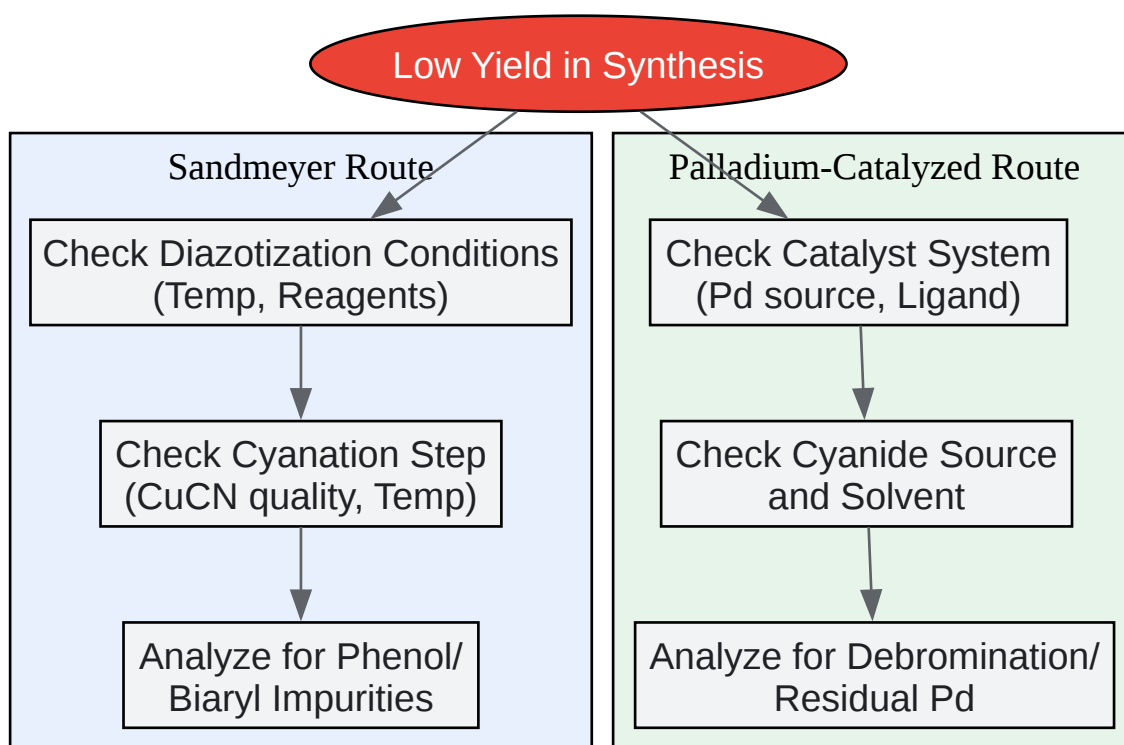 Low Yield in Synthesis
Sandmeyer Route
Check Diazotization Conditions
(Temp, Reagents)
Check Cyanation Step
(CuCN quality, Temp)
Analyze for Phenol/
Biaryl Impurities
Palladium-Catalyzed Route
Check Catalyst System
(Pd source, Ligand)
Check Cyanide Source
and Solvent
Analyze for Debromination/
Residual Pd